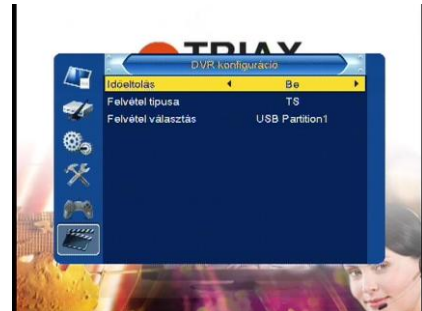 TRIAX
DVR konfiguráció
Időeltolás Be
Felvétel típusa TS
Felvétel választás USB Partition1